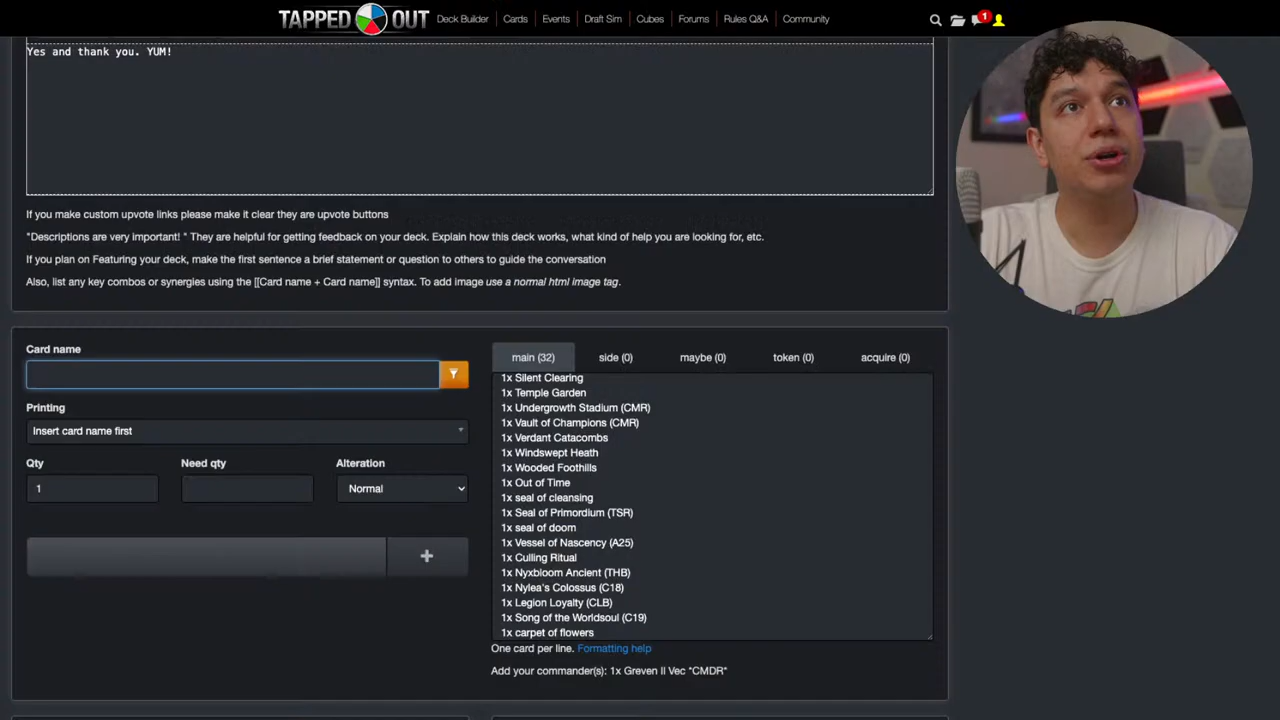 TAPPED OUT
Deck Builder
Cards
Events
Draft Sim
Cubes
Forums
Rules Q&A
Community
1
Yes and thank you. YUM!
If you make custom upvote links please make it clear they are upvote buttons
"Descriptions are very important! " They are helpful for getting feedback on your deck. Explain how this deck works, what kind of help you are looking for, etc.
If you plan on Featuring your deck, make the first sentence a brief statement or question to others to guide the conversation
Also, list any key combos or synergies using the [[Card name + Card name]] syntax. To add image use a normal html image tag.
Card name
Printing
Insert card name first
Qty
Need qty
Alteration
1
Normal
+
main (32)
side (0)
maybe (0)
token (0)
acquire (0)
1x Silent Clearing
1x Temple Garden
1x Undergrowth Stadium (CMR)
1x Vault of Champions (CMR)
1x Verdant Catacombs
1x Windswept Heath
1x Wooded Foothills
1x Out of Time
1x seal of cleansing
1x Seal of Primordium (TSR)
1x seal of doom
1x Vessel of Nascency (A25)
1x Culling Ritual
1x Nyxbloom Ancient (THB)
1x Nylea's Colossus (C18)
1x Legion Loyalty (CLB)
1x Song of the Worldsoul (C19)
1x carpet of flowers
One card per line. Formatting help
Add your commander(s): 1x Greven Il Vec *CMDR*